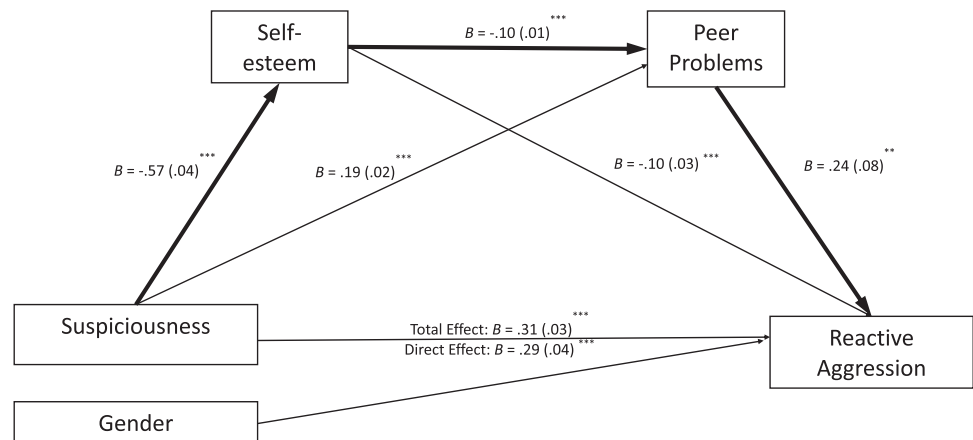 Self-
esteem
B = -.10 (.01)***
Peer
Problems
B = -.57 (.04)***
B = .19 (.02)***
B = -.10 (.03)***
B = .24 (.08)**
Suspiciousness
Total Effect: B = .31 (.03)***
Direct Effect: B = .29 (.04)***
Reactive
Aggression
Gender